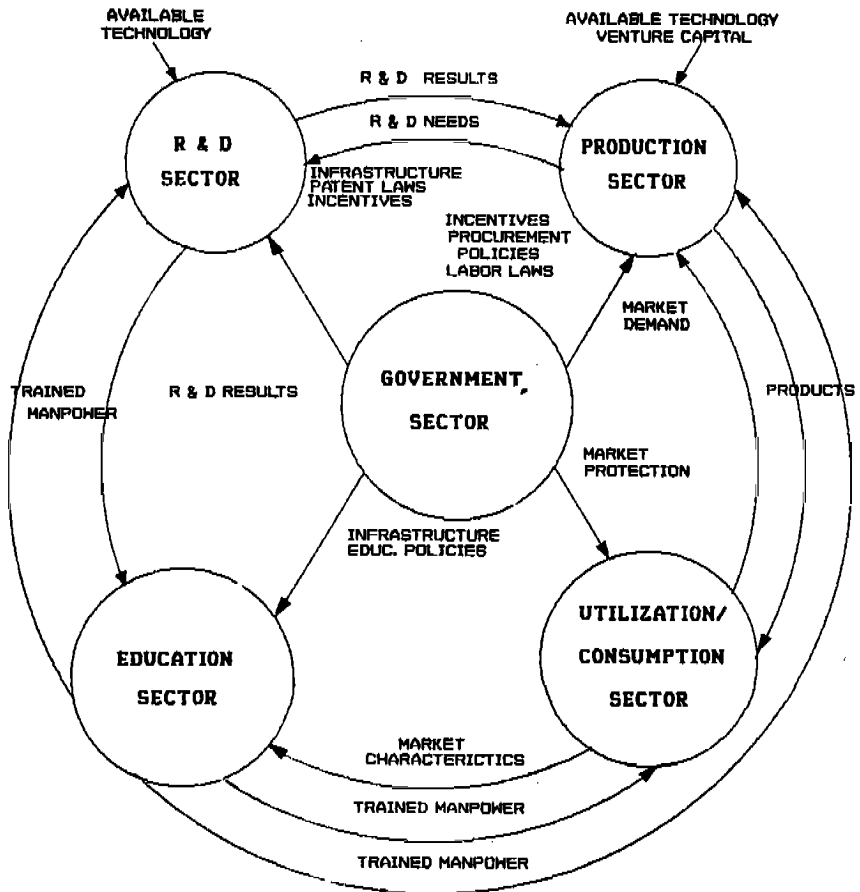 AVAILABLE
TECHNOLOGY
AVAILABLE TECHNOLOGY
VENTURE CAPITAL
R & D RESULTS
R & D NEEDS
R & D
SECTOR
PRODUCTION
SECTOR
INFRASTRUCTURE
PATENT LAWS
INCENTIVES
INCENTIVES
PROCUREMENT
POLICIES
LABOR LAWS
MARKET
DEMAND
GOVERNMENT
SECTOR
TRAINED
MANPOWER
R & D RESULTS
PRODUCTS
MARKET
PROTECTION
INFRASTRUCTURE
EDUC. POLICIES
EDUCATION
SECTOR
UTILIZATION/
CONSUMPTION
SECTOR
MARKET
CHARACTERICTICS
TRAINED MANPOWER
TRAINED MANPOWER